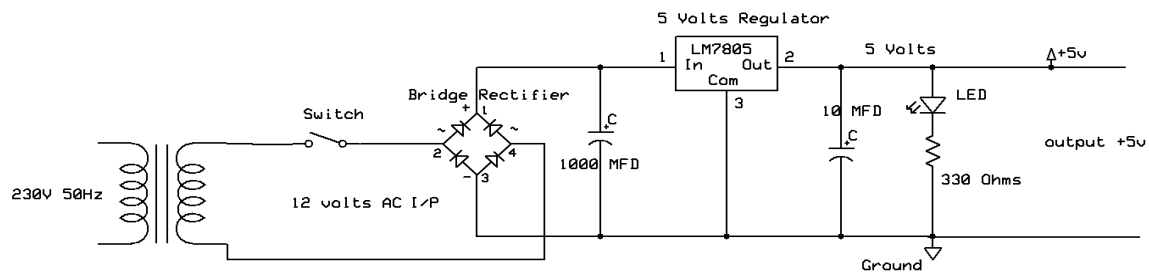 5 Volts Regulator
LM7805
1
In
Out
2
Com
3
5 Volts
+5v
Bridge Rectifier
LED
Switch
+
1
~
~
2
4
-
3
+
C
1000 MFD
10 MFD
+
C
output +5v
330 Ohms
230V 50Hz
12 volts AC I/P
Ground